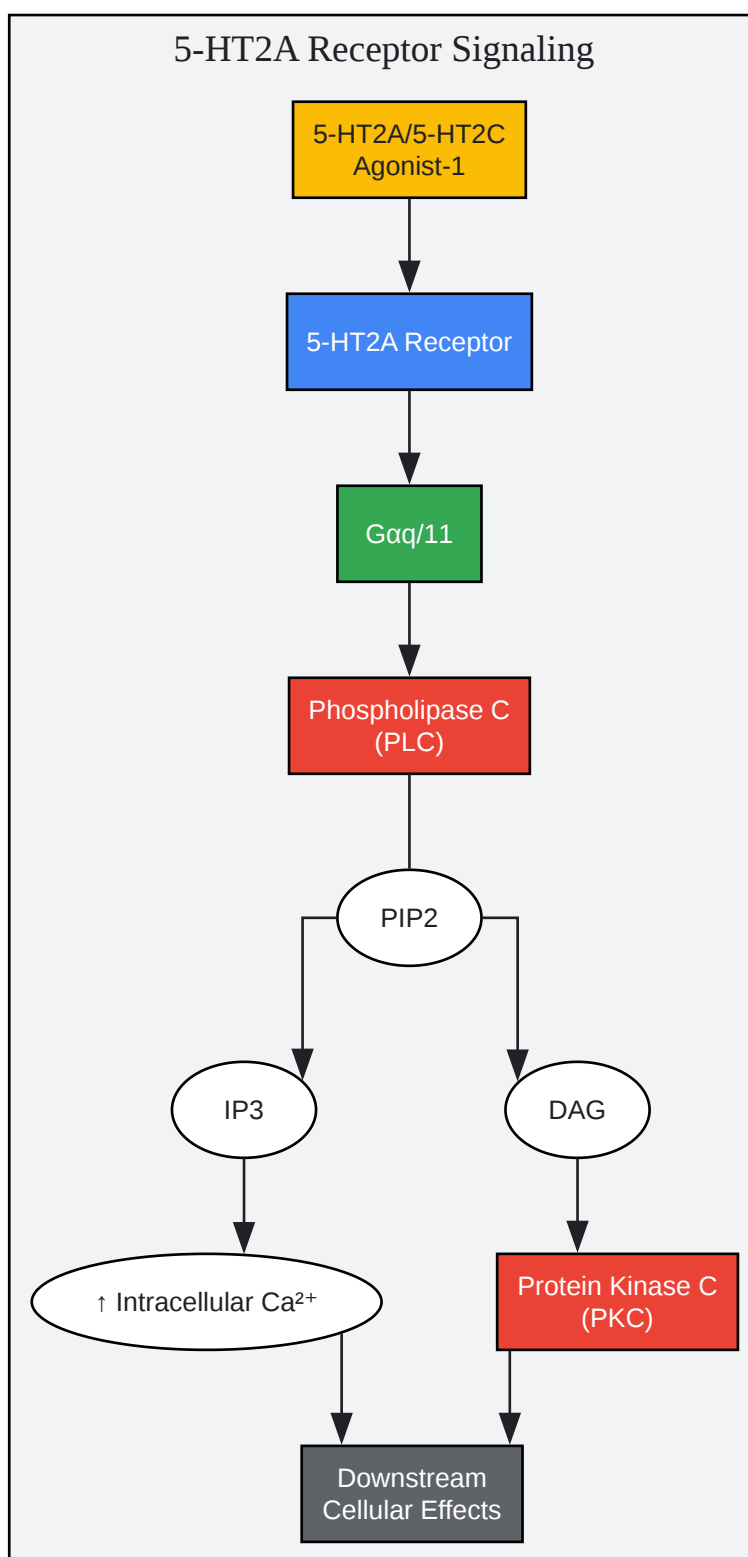 5-HT2A Receptor Signaling
5-HT2A/5-HT2C
Agonist-1
5-HT2A Receptor
Gαq/11
Phospholipase C
(PLC)
PIP2
IP3
DAG
↑ Intracellular Ca²⁺
Protein Kinase C
(PKC)
Downstream
Cellular Effects